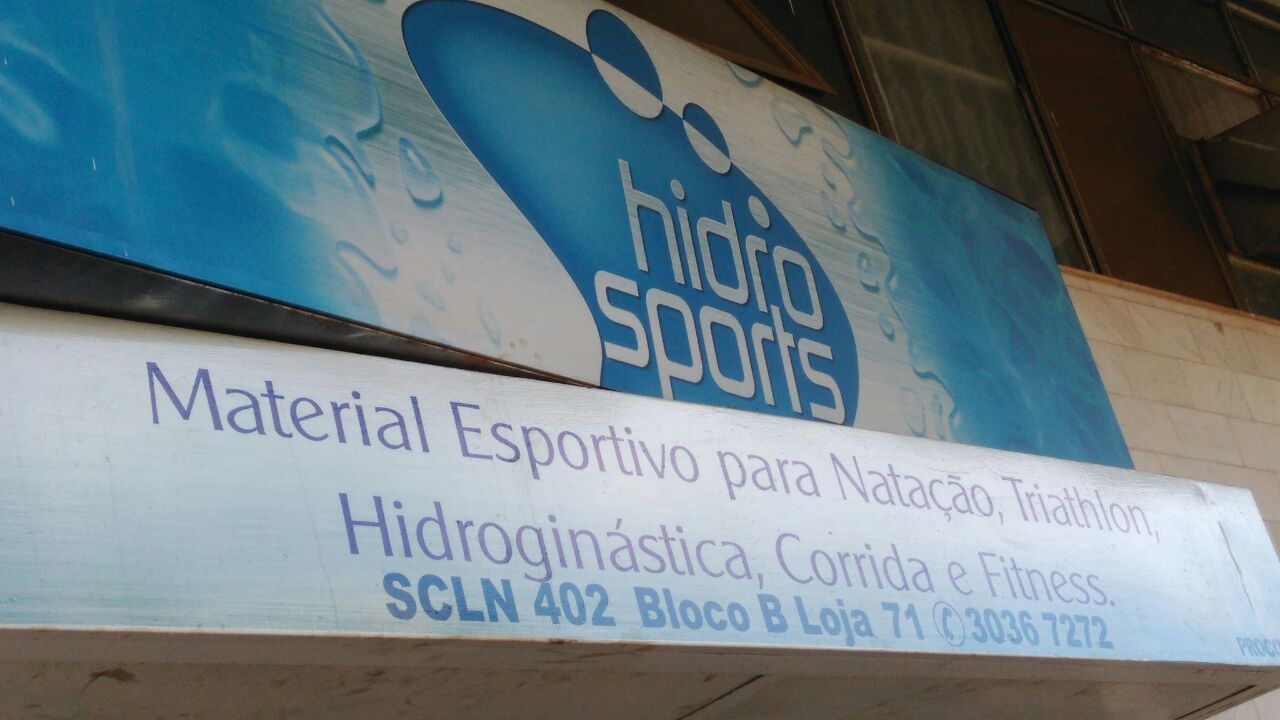 hidro
sports
Material Esportivo para Natação, Triathlon,
Hidroginástica, Corrida e Fitness.
SCLN 402 Bloco B Loja 71 ✆ 3036 7272